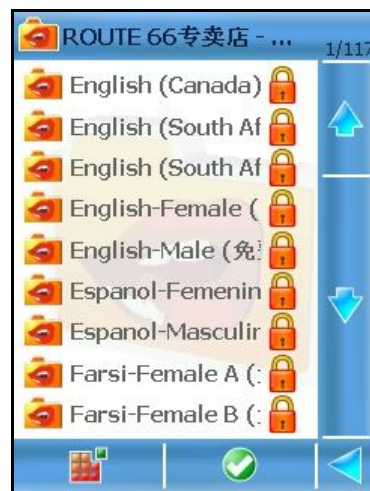 ROUTE 66专卖店 - ...
1/117
English (Canada)
English (South Af
English (South Af
English-Female (
English-Male (免
Espanol-Femenin
Espanol-Masculir
Farsi-Female A (
Farsi-Female B (